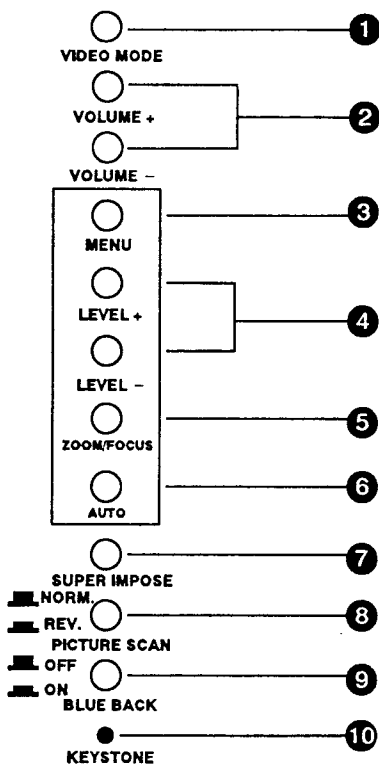 1
VIDEO MODE
VOLUME +
2
VOLUME –
3
MENU
LEVEL +
4
LEVEL –
5
ZOOM/FOCUS
6
AUTO
7
SUPER IMPOSE
NORM.
8
REV.
PICTURE SCAN
OFF
9
ON
BLUE BACK
10
KEYSTONE